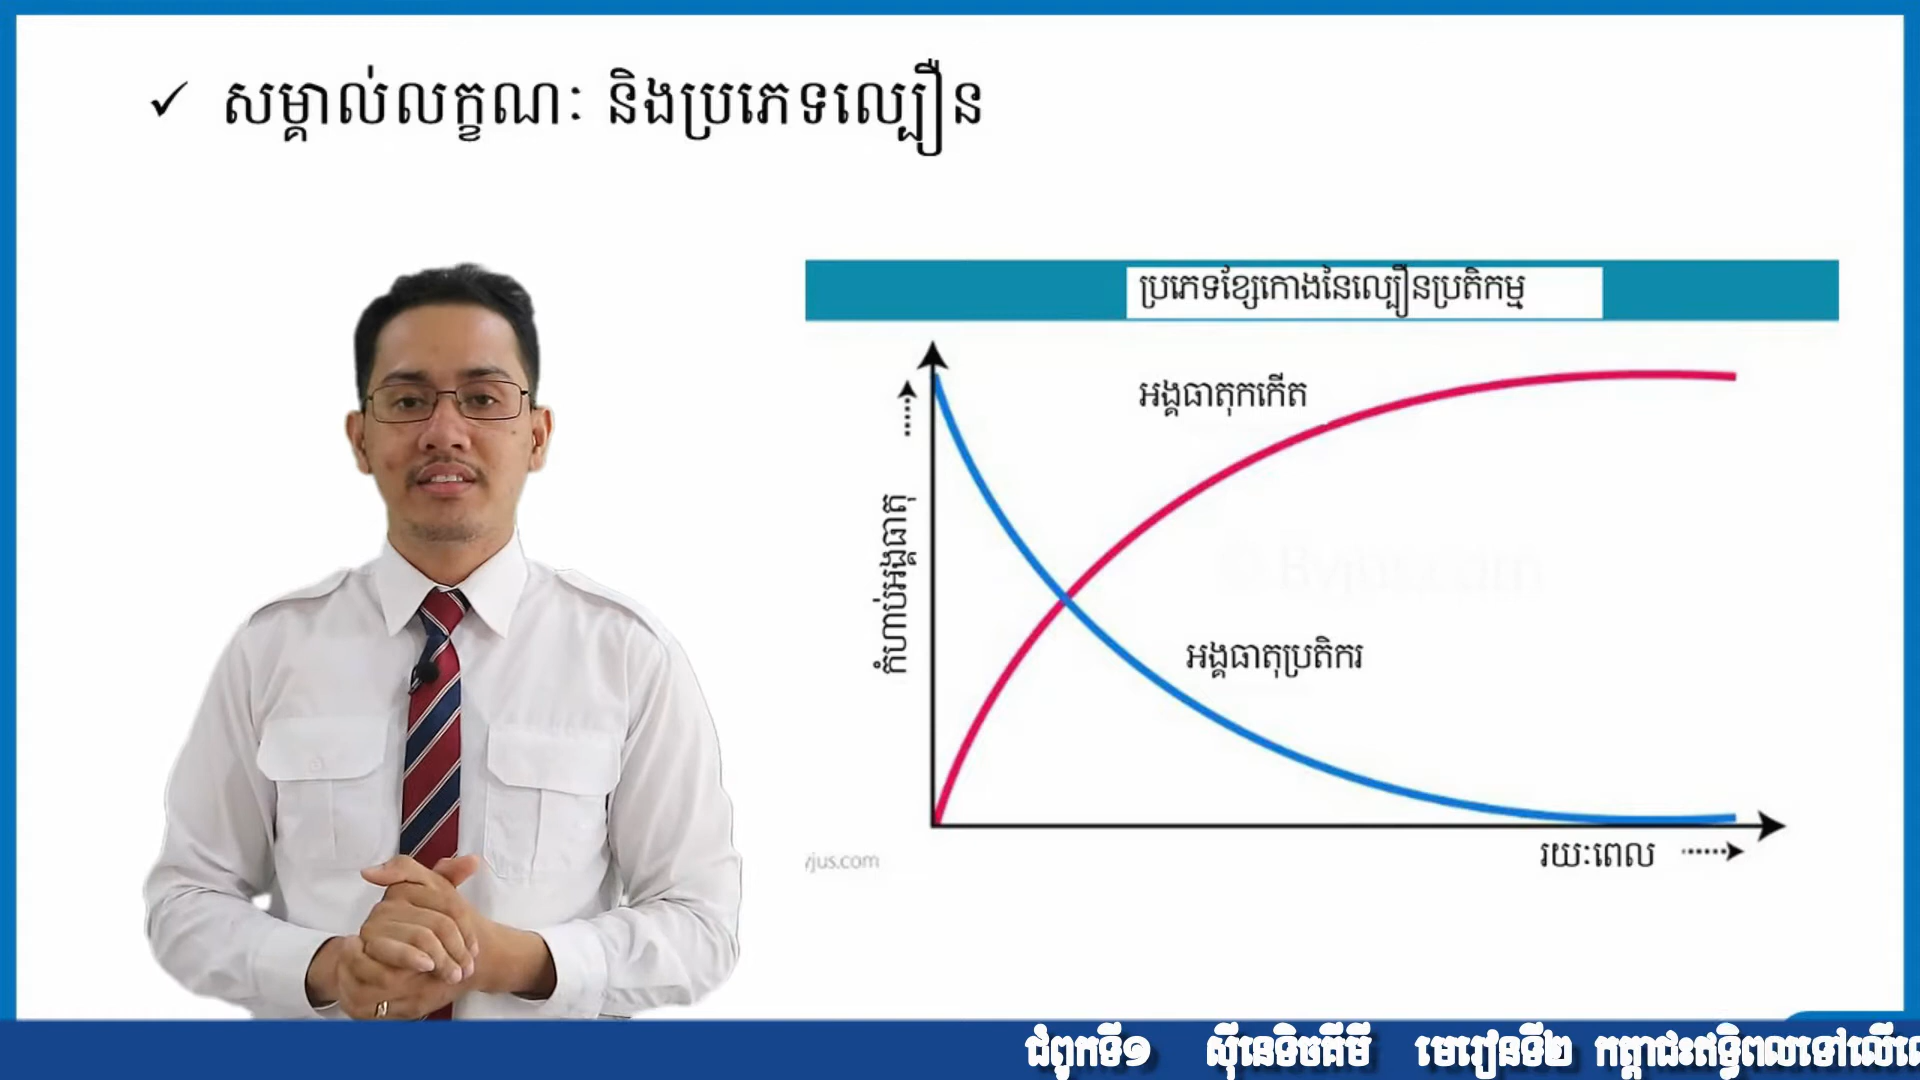 ✓ សម្គាល់លក្ខណៈ និងប្រភេទល្បឿន
ប្រភេទខ្សែកោងនៃល្បឿនប្រតិកម្ម
អង្គធាតុកកើត
កំហាប់អង្គធាតុ
អង្គធាតុប្រតិករ
រយៈពេល
yjus.com
ជំពូកទី១ ស៊ីនេទិចគីមី មេរៀនទី២ កត្តាជះឥទ្ធិពលទៅលើ